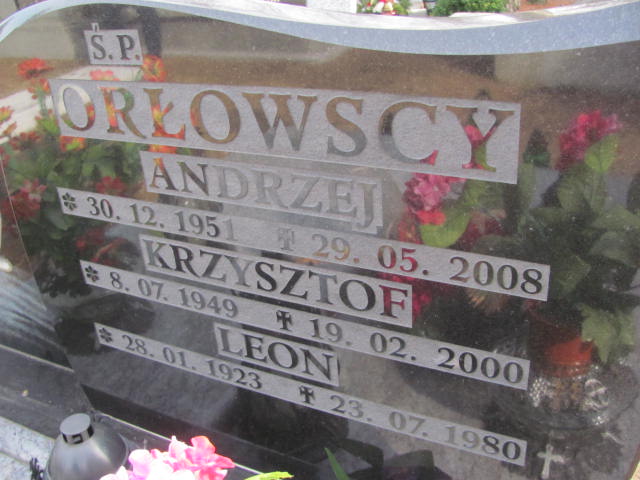 Ś.P.
ORŁOWSCY
ANDRZEJ
* 30. 12. 1951 ✝ 29. 05. 2008
KRZYSZTOF
* 8. 07. 1949 ✝ 19. 02. 2000
LEON
* 28. 01. 1923 ✝ 23. 07. 1980